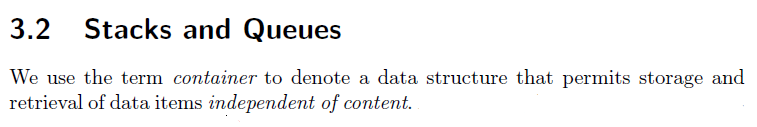 3.2 Stacks and Queues
We use the term container to denote a data structure that permits storage and
retrieval of data items independent of content.